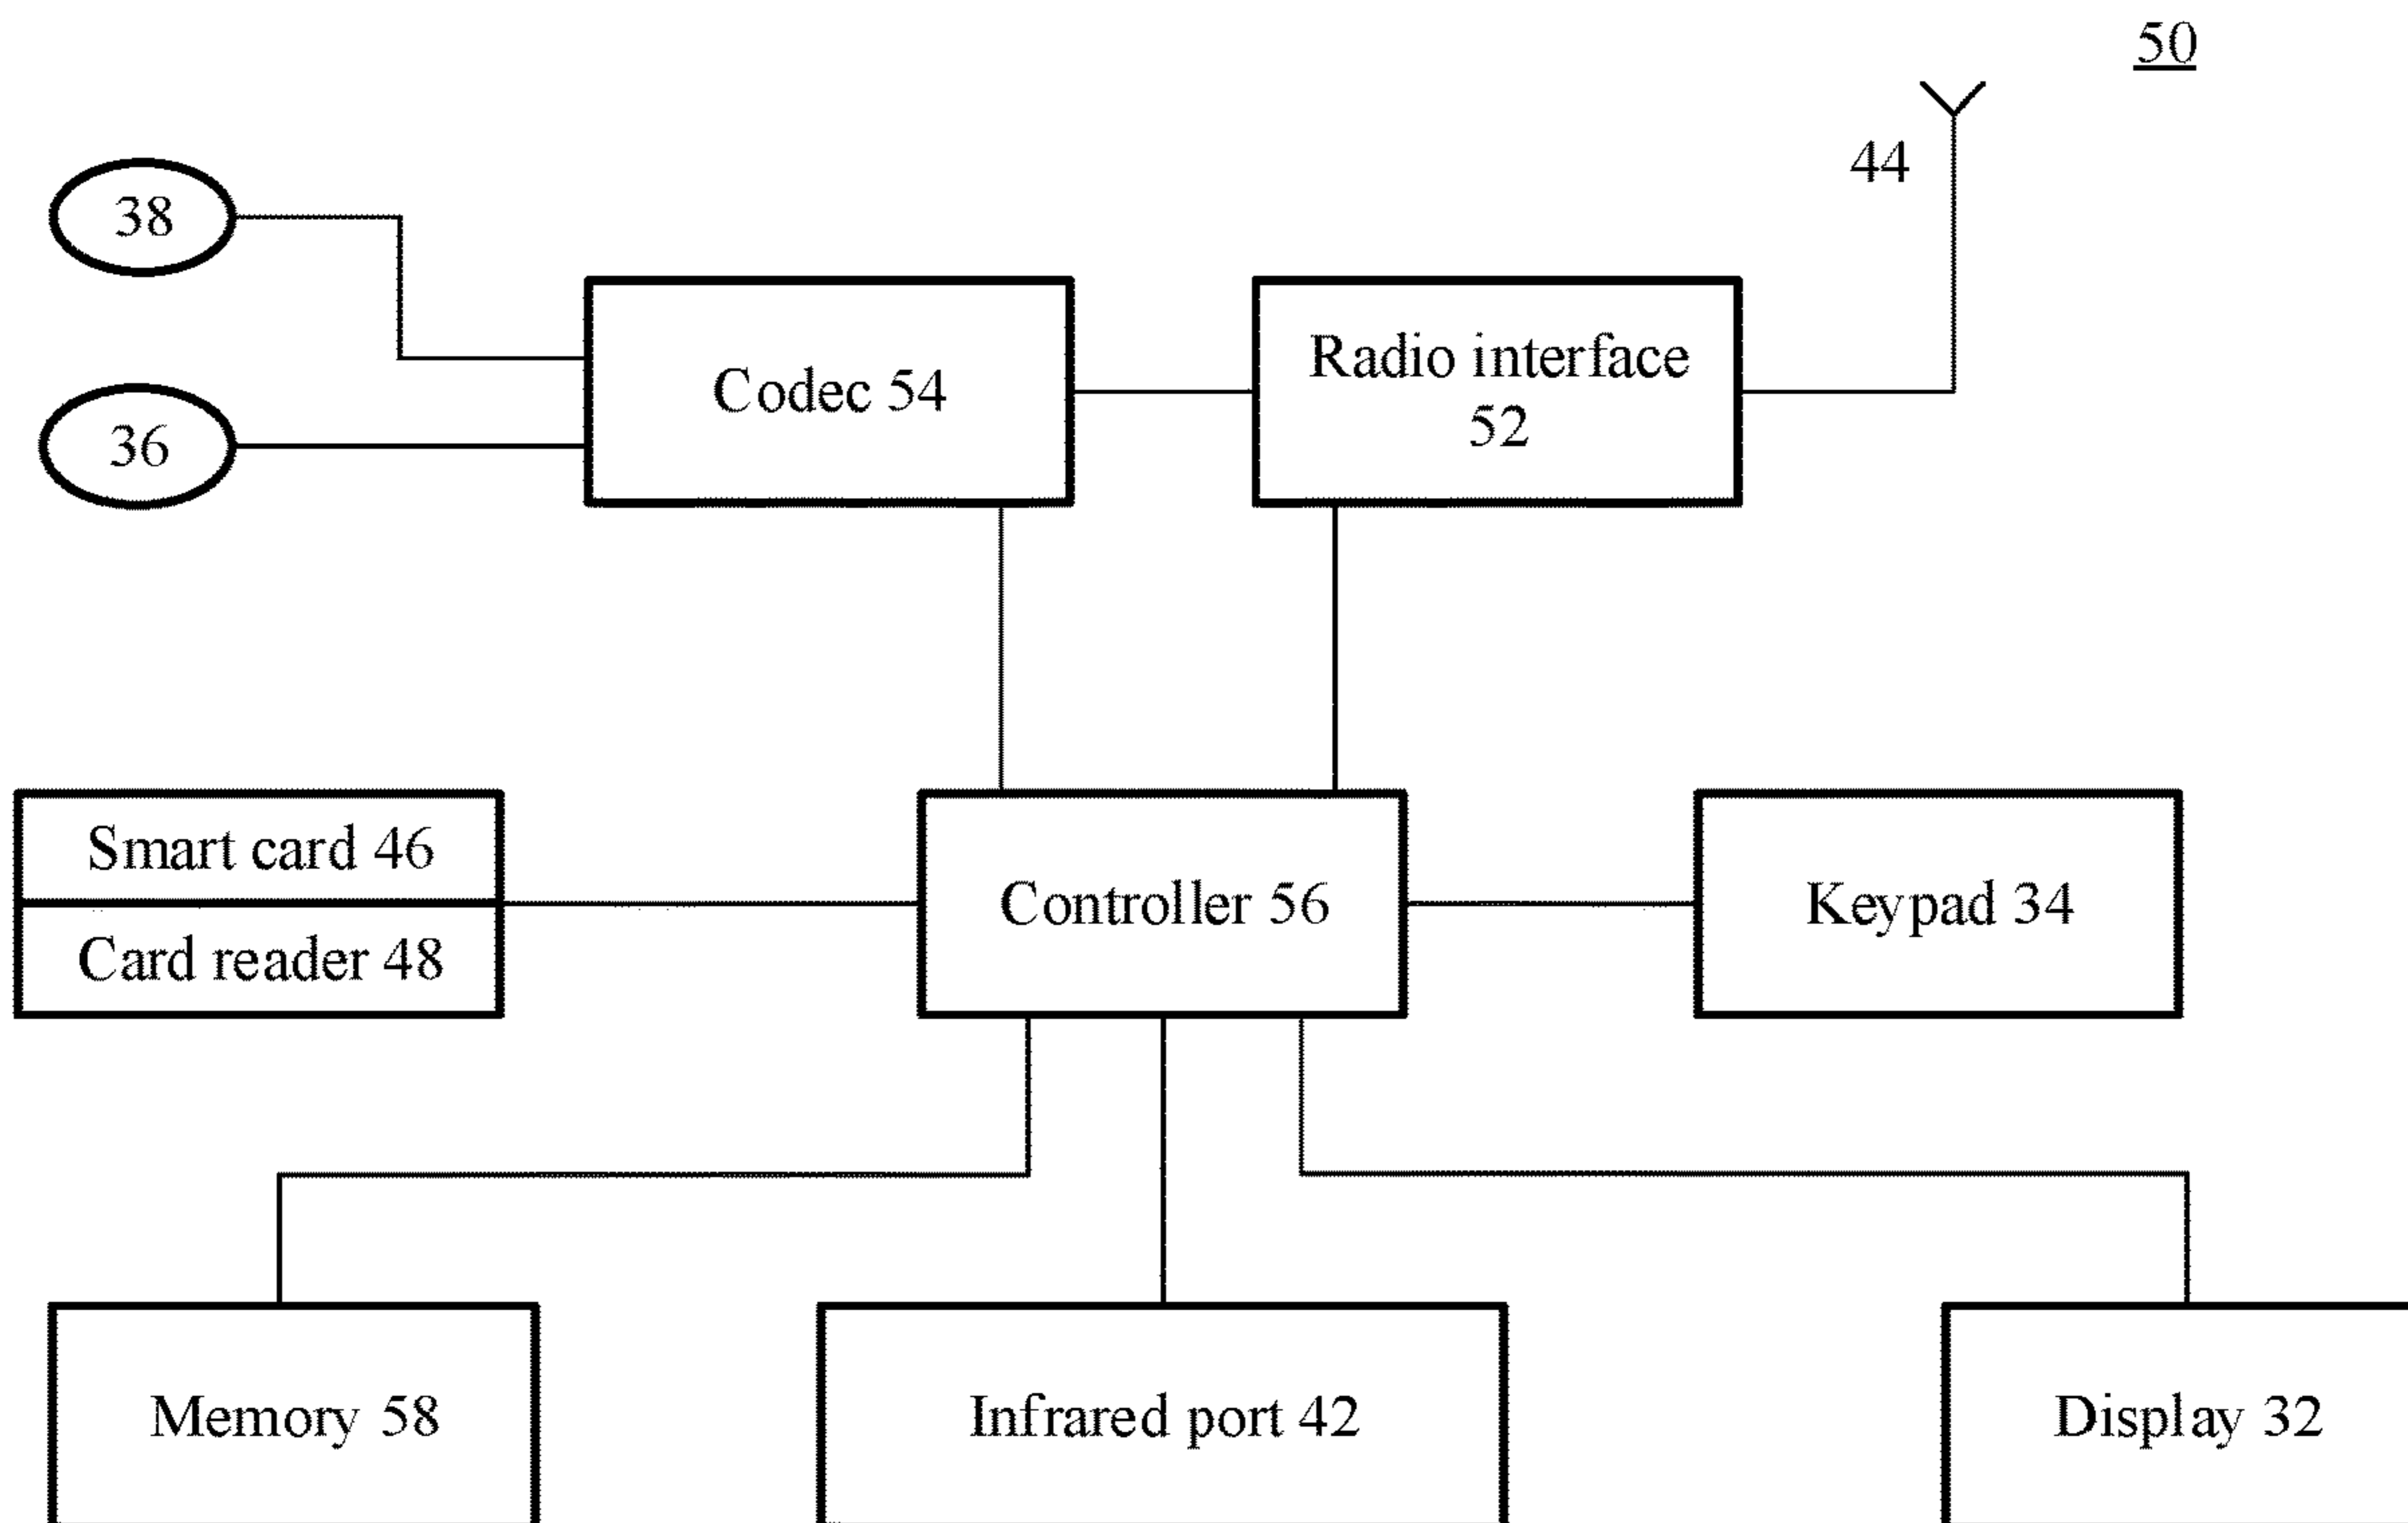 50
44
38
Codec 54
Radio interface
52
36
Smart card 46
Card reader 48
Controller 56
Keypad 34
Memory 58
Infrared port 42
Display 32